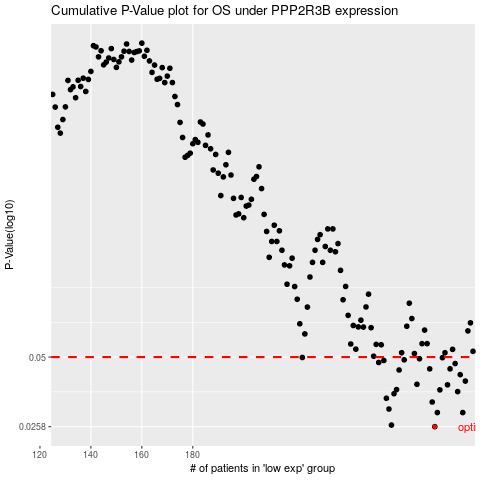 Cumulative P-Value plot for OS under PPP2R3B expression
P-Value(log10)
0.05
0.0258
opti
120 140 160 180
# of patients in 'low exp' group